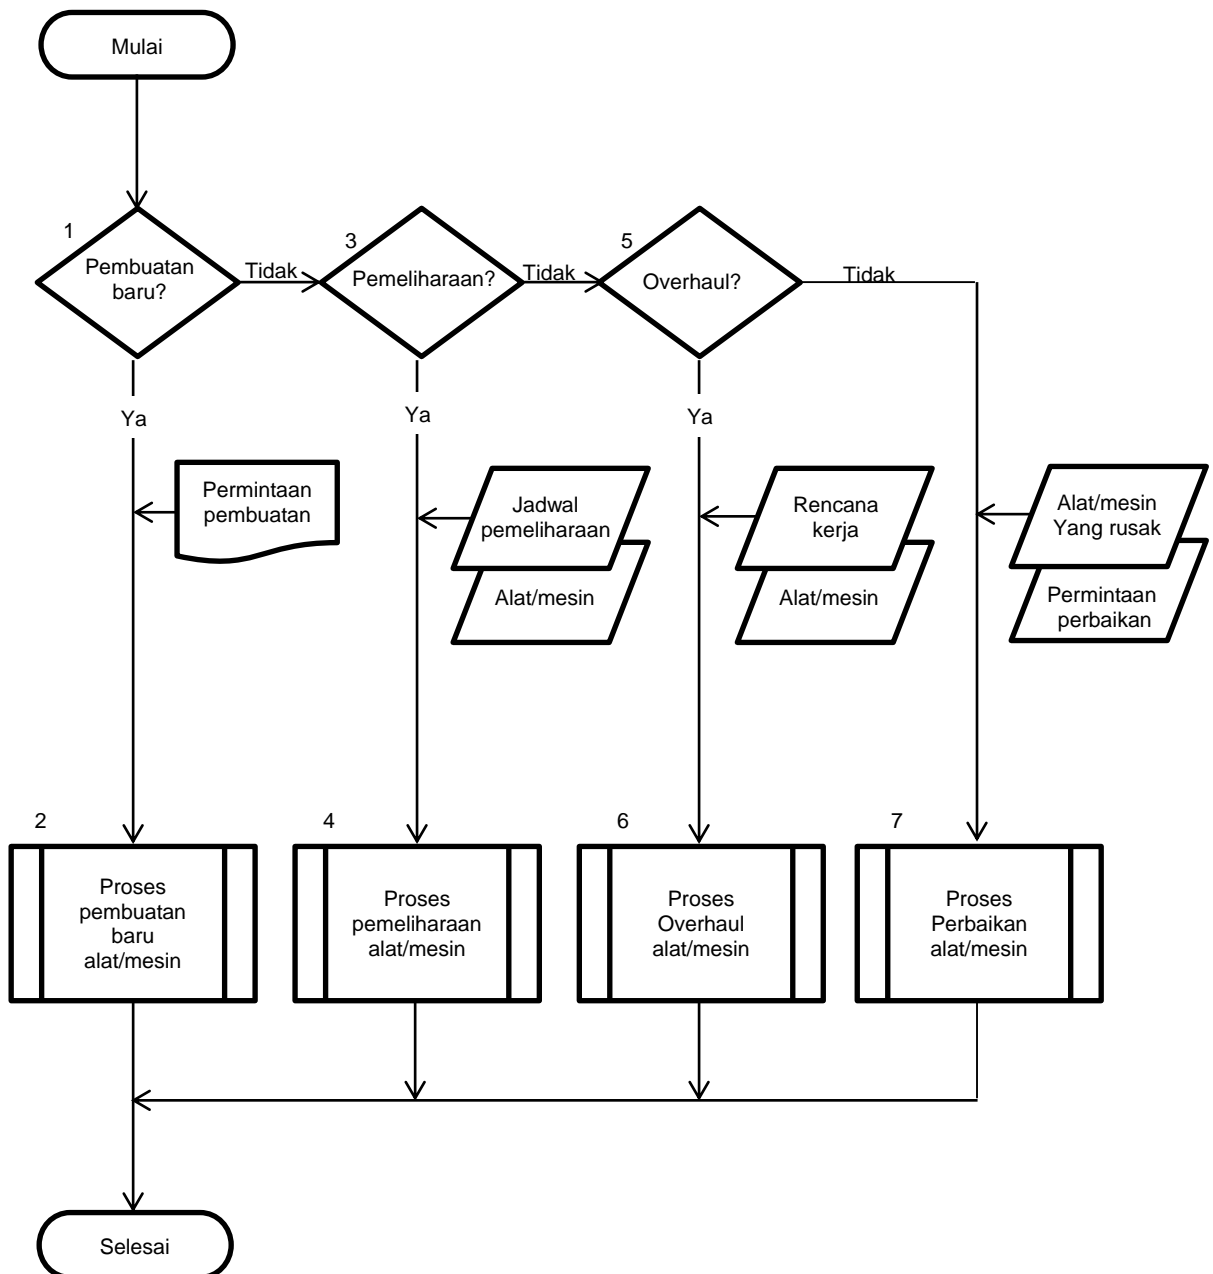 Mulai
1
Pembuatan
baru?
Tidak
3
Pemeliharaan?
Tidak
5
Overhaul?
Tidak
Ya
Ya
Ya
Permintaan
pembuatan
Jadwal
pemeliharaan
Alat/mesin
Rencana
kerja
Alat/mesin
Alat/mesin
Yang rusak
Permintaan
perbaikan
2
Proses
pembuatan
baru
alat/mesin
4
Proses
pemeliharaan
alat/mesin
6
Proses
Overhaul
alat/mesin
7
Proses
Perbaikan
alat/mesin
Selesai